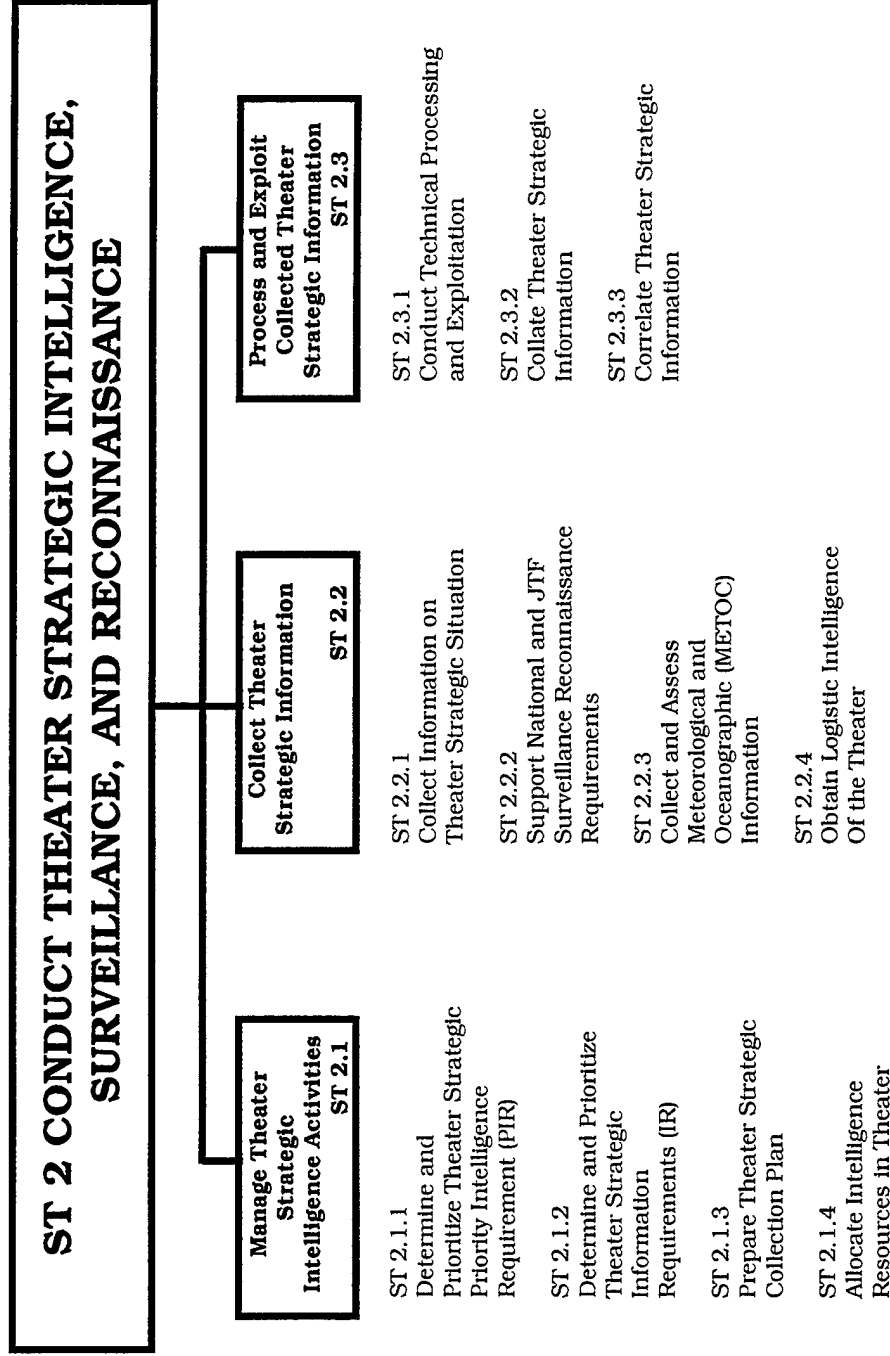 ST 2 CONDUCT THEATER STRATEGIC INTELLIGENCE,
SURVEILLANCE, AND RECONNAISSANCE
Manage Theater
Strategic
Intelligence Activities
ST 2.1
ST 2.1.1
Determine and
Prioritize Theater Strategic
Priority Intelligence
Requirement (PIR)
ST 2.1.2
Determine and Prioritize
Theater Strategic
Information
Requirements (IR)
ST 2.1.3
Prepare Theater Strategic
Collection Plan
ST 2.1.4
Allocate Intelligence
Resources in Theater
Collect Theater
Strategic Information
ST 2.2
ST 2.2.1
Collect Information on
Theater Strategic Situation
ST 2.2.2
Support National and JTF
Surveillance Reconnaissance
Requirements
ST 2.2.3
Collect and Assess
Meteorological and
Oceanographic (METOC)
Information
ST 2.2.4
Obtain Logistic Intelligence
Of the Theater
Process and Exploit
Collected Theater
Strategic Information
ST 2.3
ST 2.3.1
Conduct Technical Processing
and Exploitation
ST 2.3.2
Collate Theater Strategic
Information
ST 2.3.3
Correlate Theater Strategic
Information